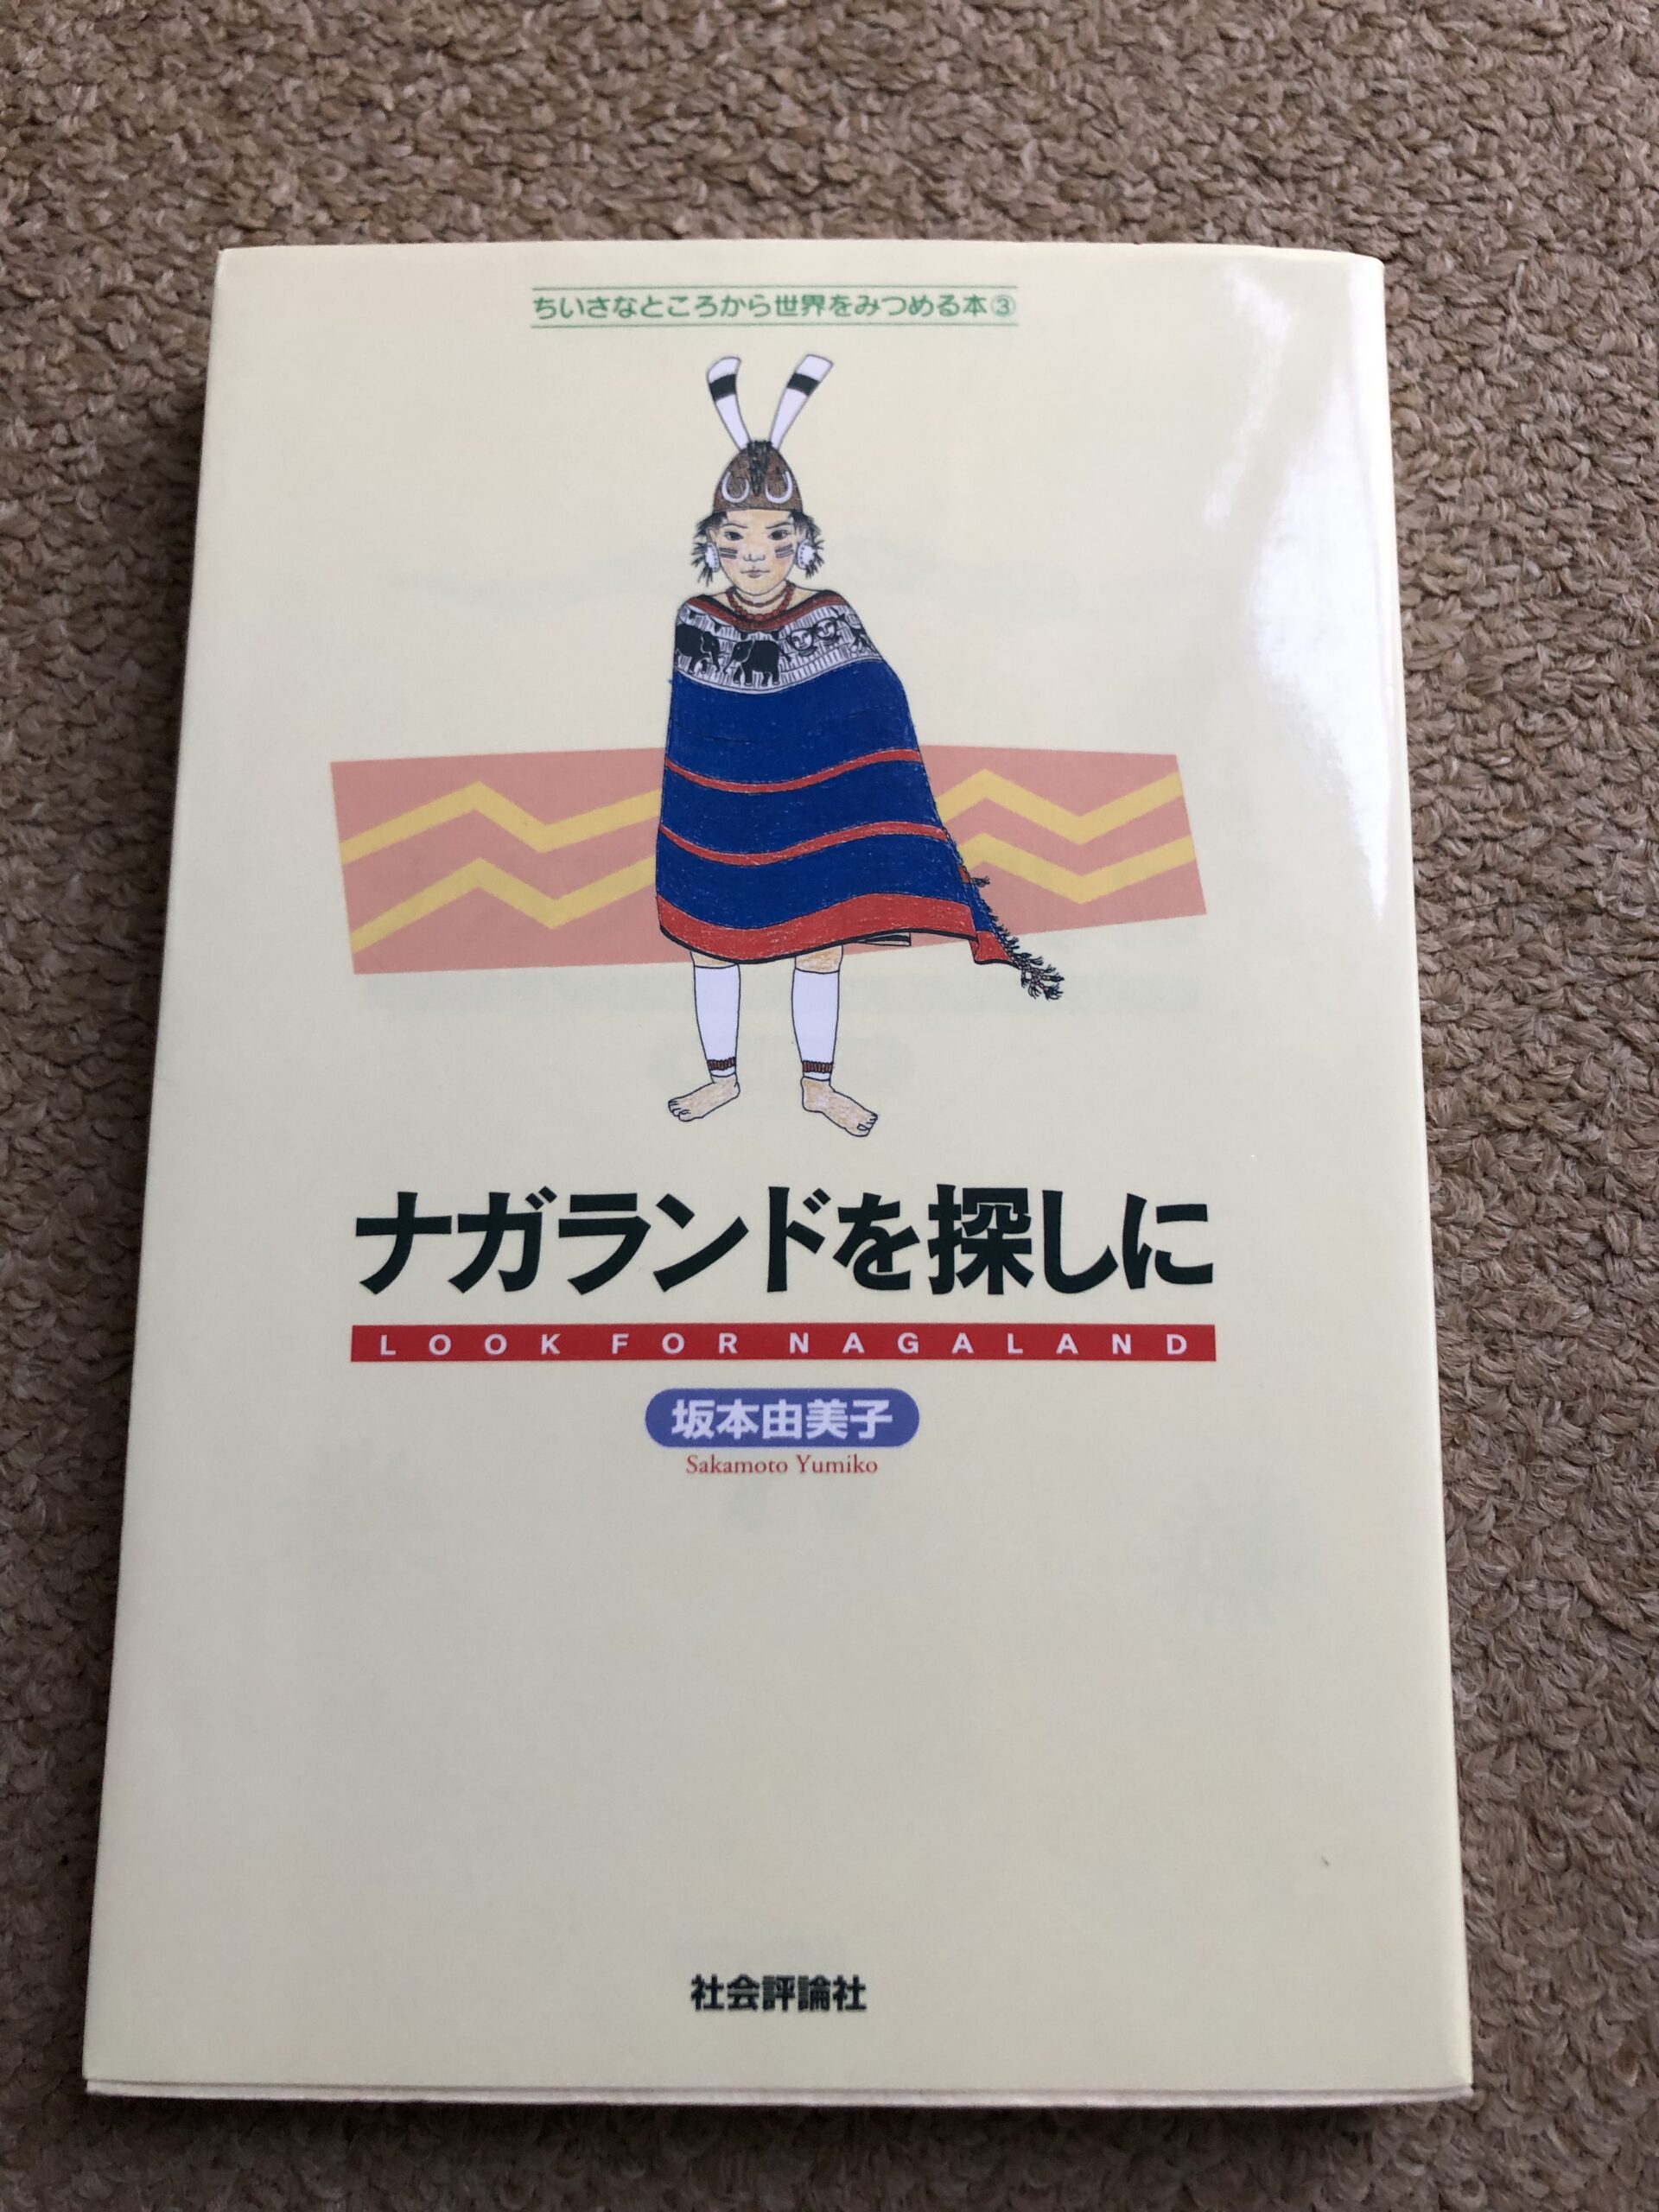 ちいさなところから世界をみつめる本③
ナガランドを探しに
LOOK FOR NAGALAND
坂本由美子
Sakamoto Yumiko
社会評論社